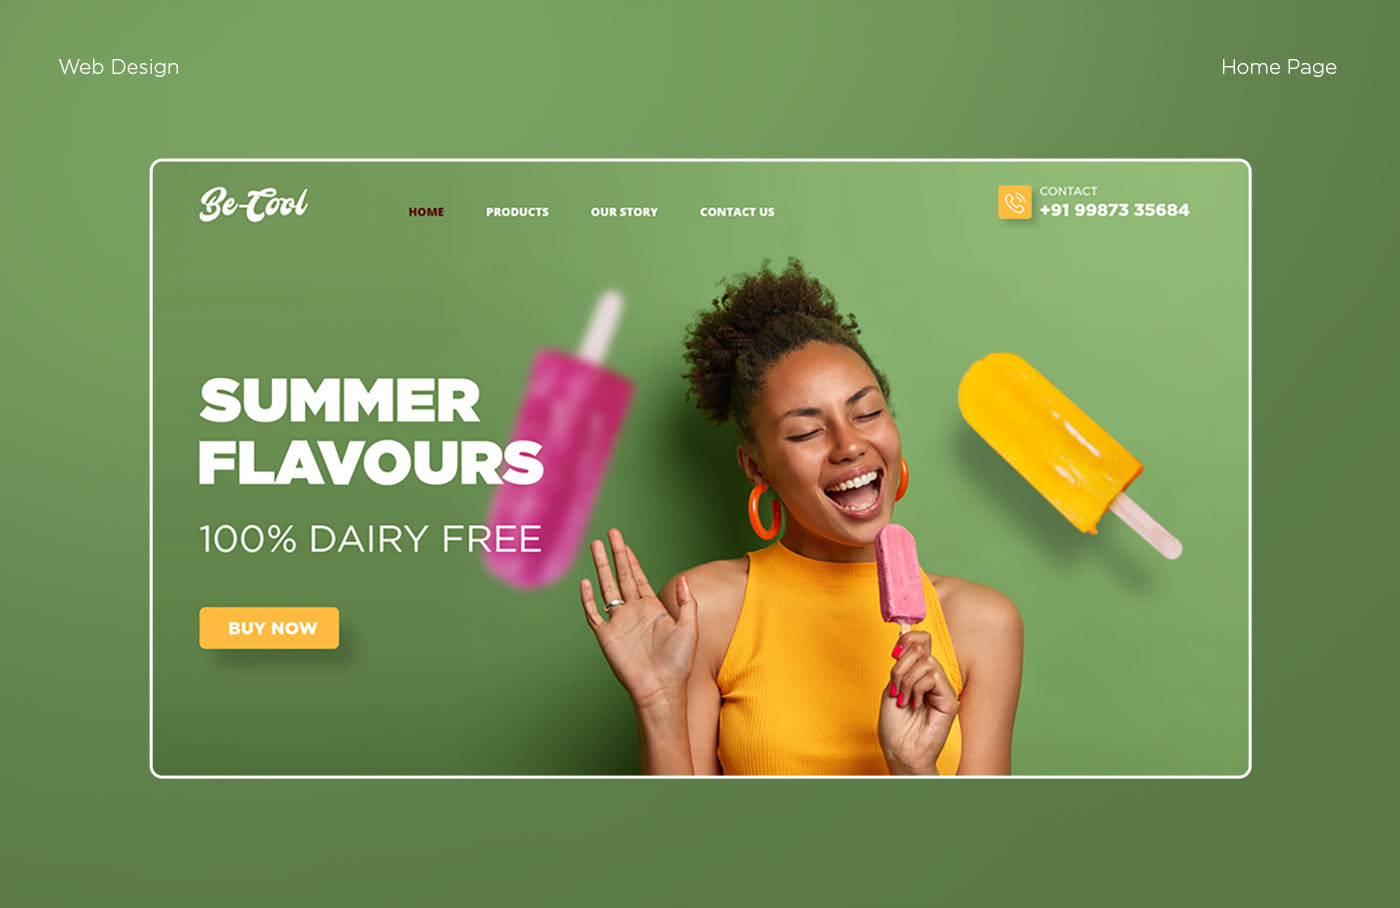 Web Design
Home Page
Be-Cool
HOME
PRODUCTS
OUR STORY
CONTACT US
CONTACT
+91 99873 35684
SUMMER
FLAVOURS
100% DAIRY FREE
BUY NOW